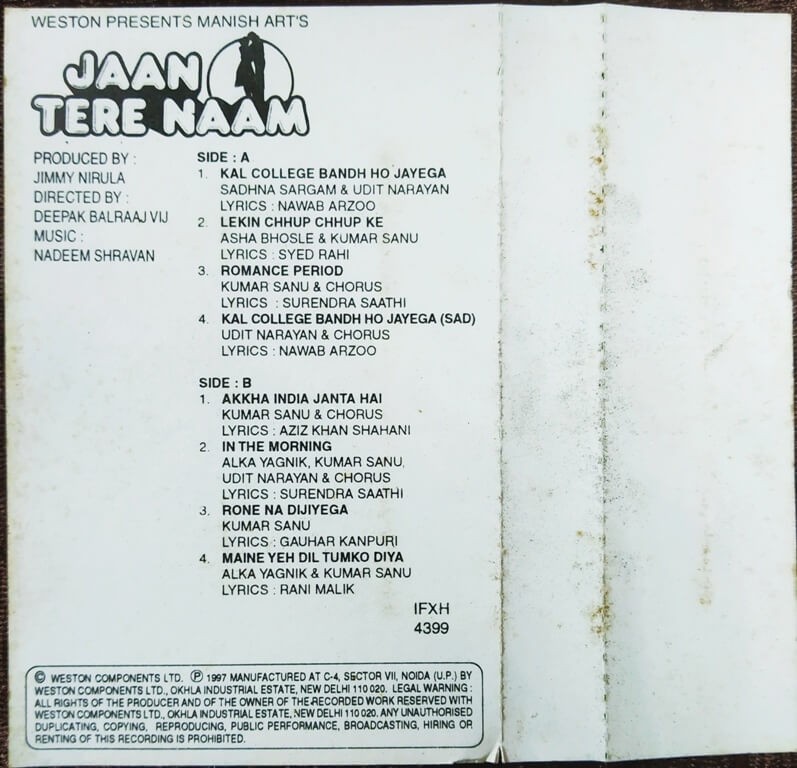 WESTON PRESENTS MANISH ART'S
JAAN
TERE NAAM
PRODUCED BY :
JIMMY NIRULA
DIRECTED BY :
DEEPAK BALRAAJ VIJ
MUSIC :
NADEEM SHRAVAN
SIDE : A
1. KAL COLLEGE BANDH HO JAYEGA
SADHNA SARGAM & UDIT NARAYAN
LYRICS : NAWAB ARZOO
2. LEKIN CHHUP CHHUP KE
ASHA BHOSLE & KUMAR SANU
LYRICS : SYED RAHI
3. ROMANCE PERIOD
KUMAR SANU & CHORUS
LYRICS : SURENDRA SAATHI
4. KAL COLLEGE BANDH HO JAYEGA (SAD)
UDIT NARAYAN & CHORUS
LYRICS : NAWAB ARZOO
SIDE : B
1. AKKHA INDIA JANTA HAI
KUMAR SANU & CHORUS
LYRICS : AZIZ KHAN SHAHANI
2. IN THE MORNING
ALKA YAGNIK, KUMAR SANU,
UDIT NARAYAN & CHORUS
LYRICS : SURENDRA SAATHI
3. RONE NA DIJIYEGA
KUMAR SANU
LYRICS : GAUHAR KANPURI
4. MAINE YEH DIL TUMKO DIYA
ALKA YAGNIK & KUMAR SANU
LYRICS : RANI MALIK
IFXH
4399
© WESTON COMPONENTS LTD. ℗ 1997 MANUFACTURED AT C-4, SECTOR VII, NOIDA (U.P.) BY
WESTON COMPONENTS LTD., OKHLA INDUSTRIAL ESTATE, NEW DELHI 110 020. LEGAL WARNING :
ALL RIGHTS OF THE PRODUCER AND OF THE OWNER OF THE RECORDED WORK RESERVED WITH
WESTON COMPONENTS LTD., OKHLA INDUSTRIAL ESTATE, NEW DELHI 110 020. ANY UNAUTHORISED
DUPLICATING, COPYING, REPRODUCING, PUBLIC PERFORMANCE, BROADCASTING, HIRING OR
RENTING OF THIS RECORDING IS PROHIBITED.